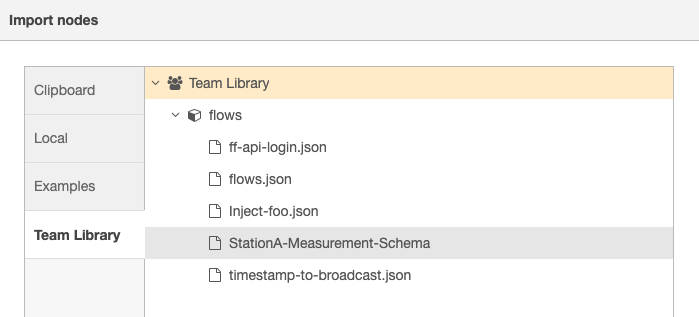 Import nodes
Clipboard
Local
Examples
Team Library
Team Library
flows
ff-api-login.json
flows.json
Inject-foo.json
StationA-Measurement-Schema
timestamp-to-broadcast.json